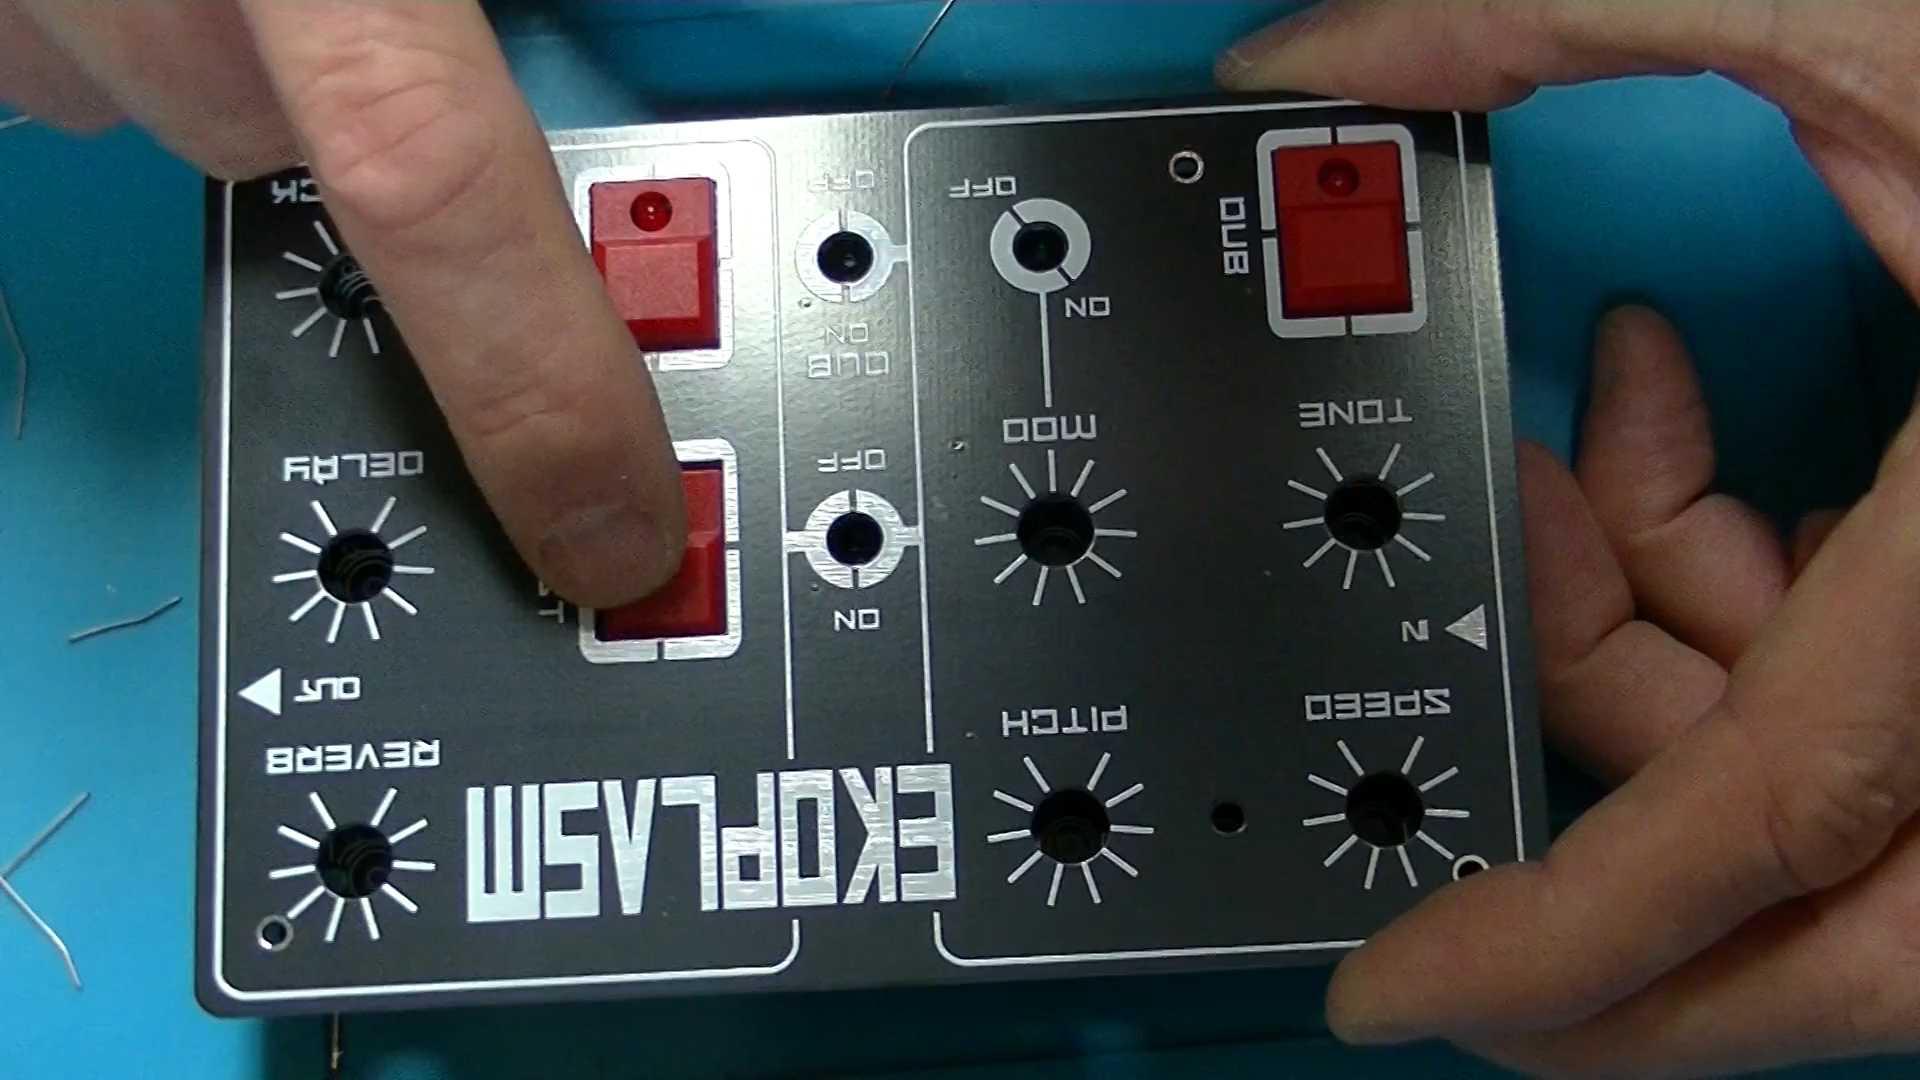 EKOPLASM
SPEED
PITCH
REVERB
IN
OUT
ON
TONE
MOD
OFF
DELAY
DUB
ON
ON
DUB
OFF
OFF